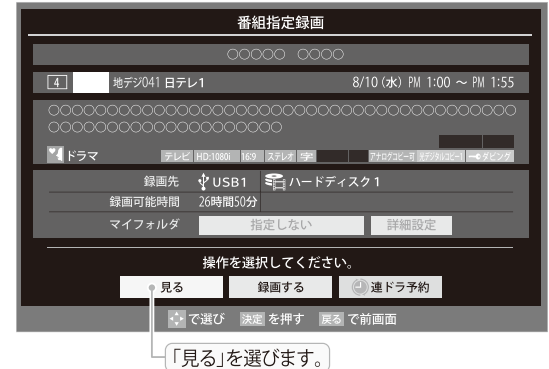 番組指定録画
○○○○○ ○○○○
4 地デジ041 日テレ1 8/10 (水) PM 1:00 ～ PM 1:55
○○○○○○○○○○○○○○○○○○○○○○○○○○○○○○○○○○
○○○○○○○○○○○○○○○○○
ドラマ テレビ HD:1080i 16:9 ステレオ 字 アナログコピー可 光デジタルコピー1 ダビング
録画先 USB1 ハードディスク1
録画可能時間 26時間50分
マイフォルダ 指定しない 詳細設定
操作を選択してください。
見る 録画する 連ドラ予約
で選び 決定 を押す 戻る で前画面
「見る」を選びます。